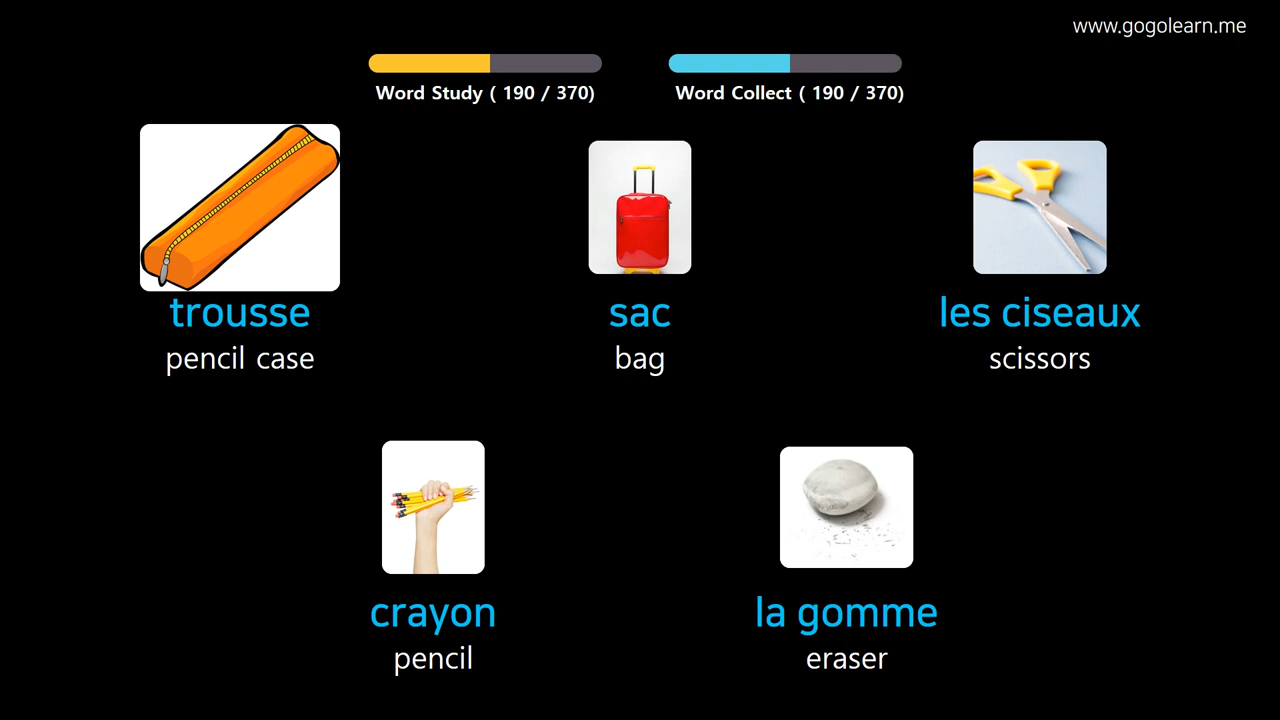 www.gogolearn.me
Word Study ( 190 / 370)
Word Collect ( 190 / 370)
trousse
pencil case
sac
bag
les ciseaux
scissors
crayon
pencil
la gomme
eraser